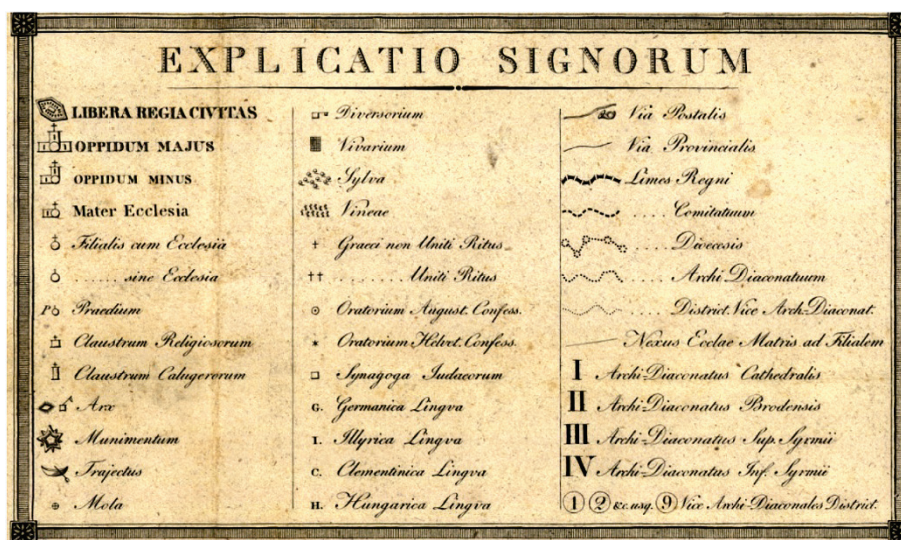 EXPLICATIO SIGNORUM
LIBERA REGIA CIVITAS
OPPIDUM MAJUS
OPPIDUM MINUS
Mater Ecclesia
Filialis cum Ecclesia
...... sine Ecclesia
P Praedium
Claustrum Religiosorum
Claustrum Calugerorum
Arx
Munimentum
Trajectus
Mola
Diversorium
Vivarium
Sylva
Vineae
Graeci non Uniti Ritus
........ Uniti Ritus
Oratorium August. Confess.
Oratorium Helvet. Confess.
Synagoga Judaeorum
G. Germanica Lingva
I. Illyrica Lingva
C. Clementinica Lingva
H. Hungarica Lingva
Via Postalis
Via Provincialis
Limes Regni
.... Comitatuum
.... Divecesis
.... Archi-Diaconatuum
.... District. Vice Arch-Diaconat.
Nexus Ecclae Matris ad Filialem
I Archi-Diaconatus Cathedralis
II Archi-Diaconatus Brodensis
III Archi-Diaconatus Sup. Syrmii
IV Archi-Diaconatus Inf. Syrmii
1 2 &c. usq. 9 Vice Archi-Diaconales District.